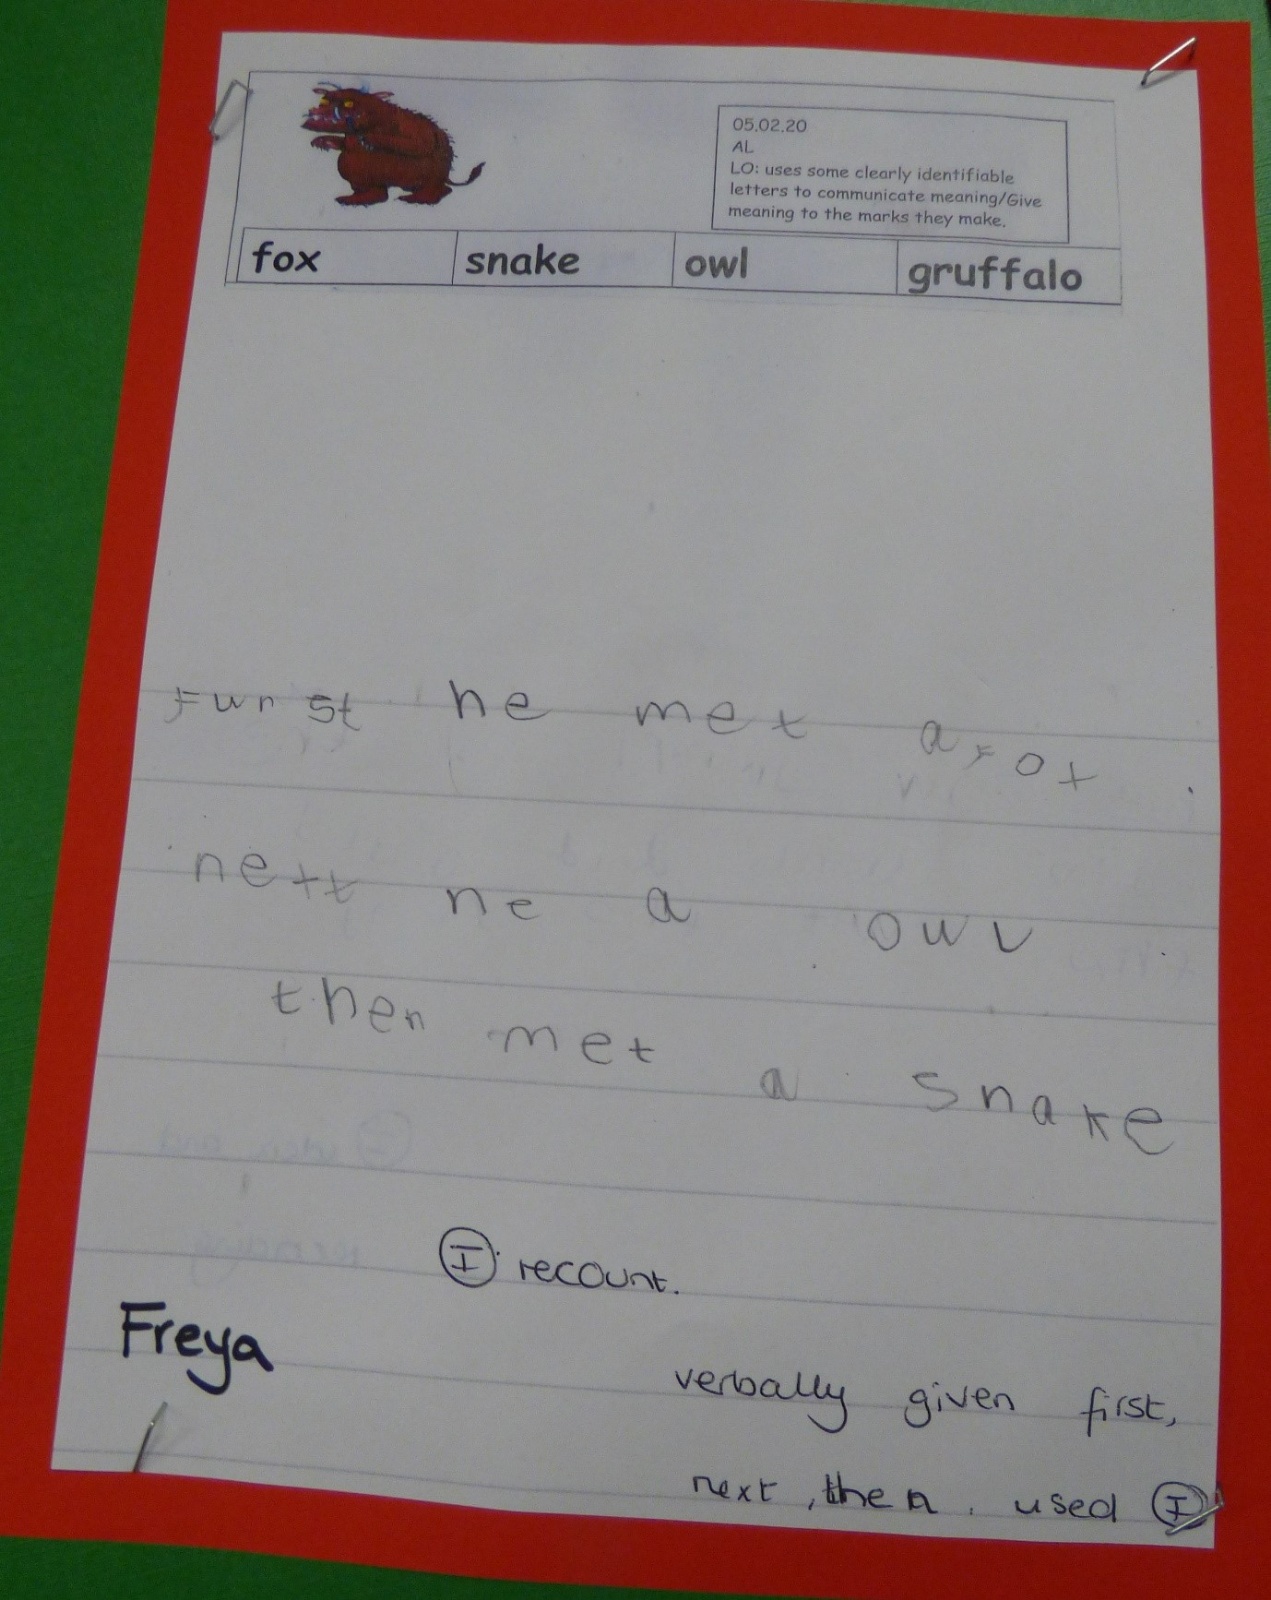 05.02.20
AL
LO: uses some clearly identifiable
letters to communicate meaning/Give
meaning to the marks they make.
fox snake owl gruffalo
Furst he met a fox.
next he a owl.
then met a snake
I recount.
Freya
verbally given first,
next, then. used I